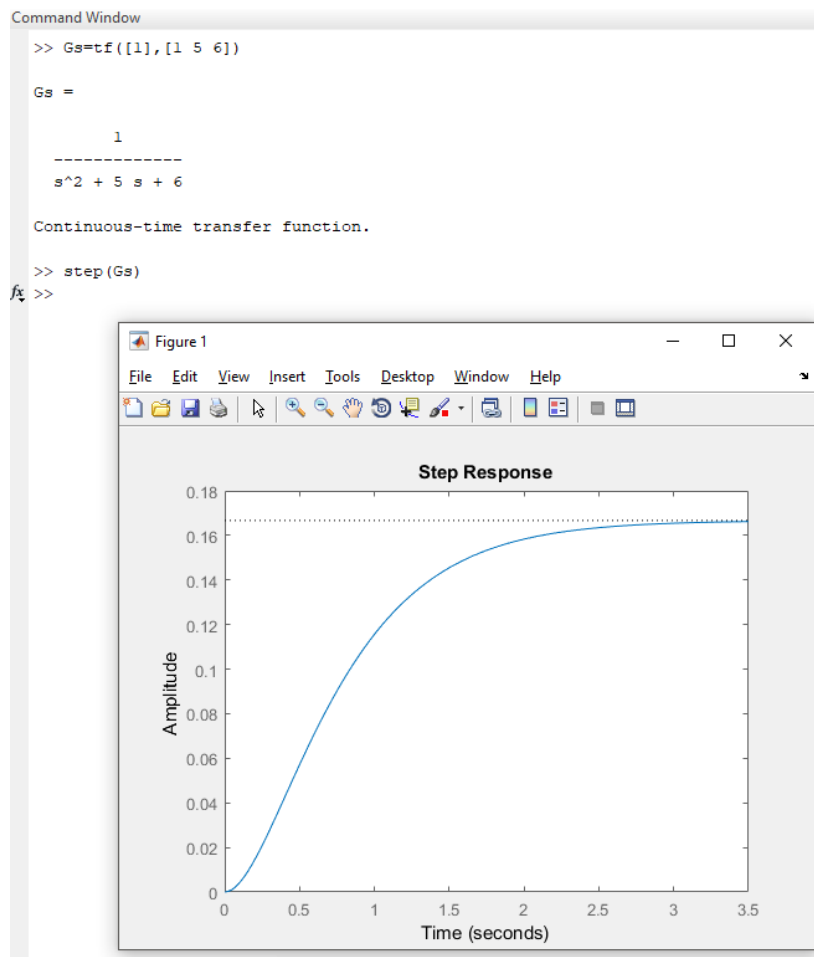 Command Window
>> Gs=tf([1],[1 5 6])
Gs =
1
-------------
s^2 + 5 s + 6
Continuous-time transfer function.
>> step(Gs)
fx >>
Figure 1
File Edit View Insert Tools Desktop Window Help
Step Response
0.18
0.16
0.14
0.12
0.1
0.08
0.06
0.04
0.02
0
Amplitude
0 0.5 1 1.5 2 2.5 3 3.5
Time (seconds)